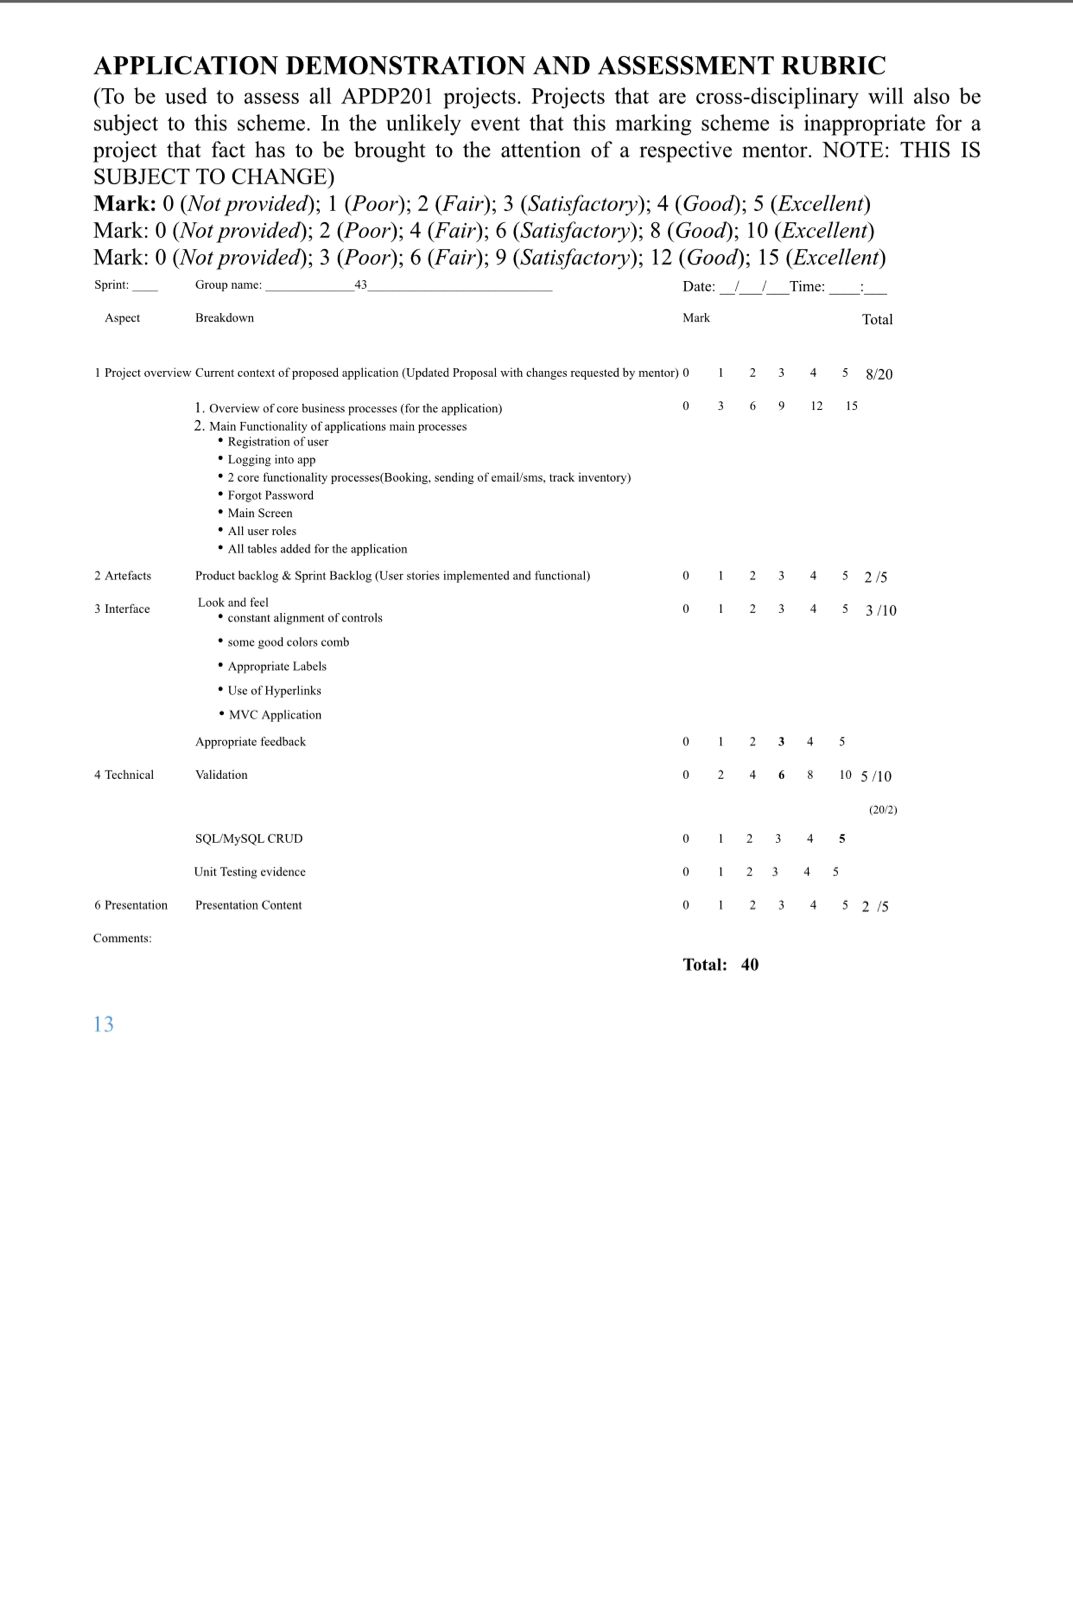 APPLICATION DEMONSTRATION AND ASSESSMENT RUBRIC
(To be used to assess all APDP201 projects. Projects that are cross-disciplinary will also be
subject to this scheme. In the unlikely event that this marking scheme is inappropriate for a
project that fact has to be brought to the attention of a respective mentor. NOTE: THIS IS
SUBJECT TO CHANGE)
Mark: 0 (Not provided); 1 (Poor); 2 (Fair); 3 (Satisfactory); 4 (Good); 5 (Excellent)
Mark: 0 (Not provided); 2 (Poor); 4 (Fair); 6 (Satisfactory); 8 (Good); 10 (Excellent)
Mark: 0 (Not provided); 3 (Poor); 6 (Fair); 9 (Satisfactory); 12 (Good); 15 (Excellent)
Sprint: ____ Group name: ______________43_____________________________ Date: __/___/___Time: ____:___
Aspect Breakdown Mark Total
1 Project overview Current context of proposed application (Updated Proposal with changes requested by mentor) 0 1 2 3 4 5 8/20
1. Overview of core business processes (for the application) 0 3 6 9 12 15
2. Main Functionality of applications main processes
• Registration of user
• Logging into app
• 2 core functionality processes(Booking, sending of email/sms, track inventory)
• Forgot Password
• Main Screen
• All user roles
• All tables added for the application
2 Artefacts Product backlog & Sprint Backlog (User stories implemented and functional) 0 1 2 3 4 5 2 /5
3 Interface Look and feel 0 1 2 3 4 5 3 /10
• constant alignment of controls
• some good colors comb
• Appropriate Labels
• Use of Hyperlinks
• MVC Application
Appropriate feedback 0 1 2 3 4 5
4 Technical Validation 0 2 4 6 8 10 5 /10
(20/2)
SQL/MySQL CRUD 0 1 2 3 4 5
Unit Testing evidence 0 1 2 3 4 5
6 Presentation Presentation Content 0 1 2 3 4 5 2 /5
Comments:
Total: 40
13